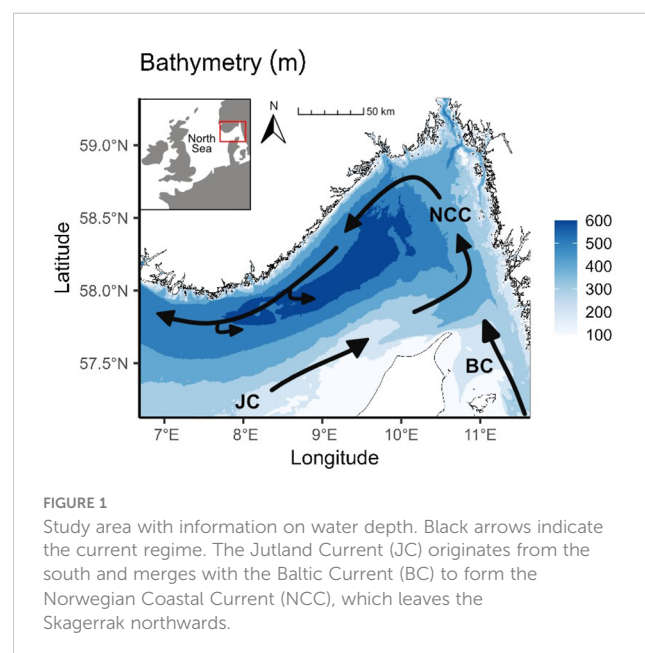 Bathymetry (m)
North
Sea
N
50 km
59.0°N
58.5°N
58.0°N
57.5°N
Latitude
NCC
JC
BC
600
500
400
300
200
100
7°E
8°E
9°E
10°E
11°E
Longitude
FIGURE 1
Study area with information on water depth. Black arrows indicate
the current regime. The Jutland Current (JC) originates from the
south and merges with the Baltic Current (BC) to form the
Norwegian Coastal Current (NCC), which leaves the
Skagerrak northwards.